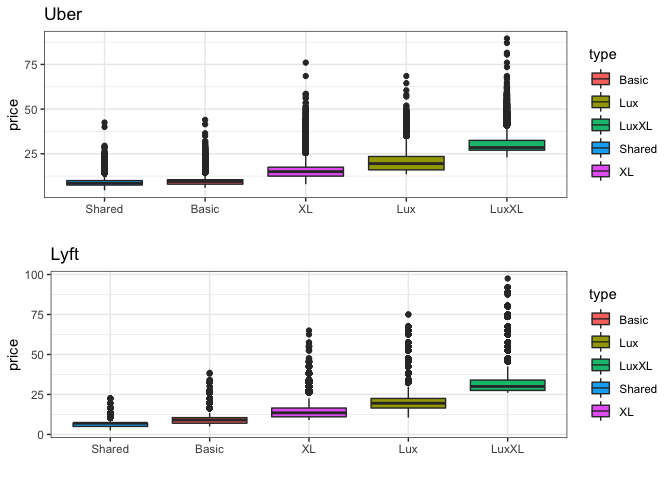 Uber
price
75
50
25
Shared Basic XL Lux LuxXL
type
Basic
Lux
LuxXL
Shared
XL
Lyft
price
100
75
50
25
0
Shared Basic XL Lux LuxXL
type
Basic
Lux
LuxXL
Shared
XL